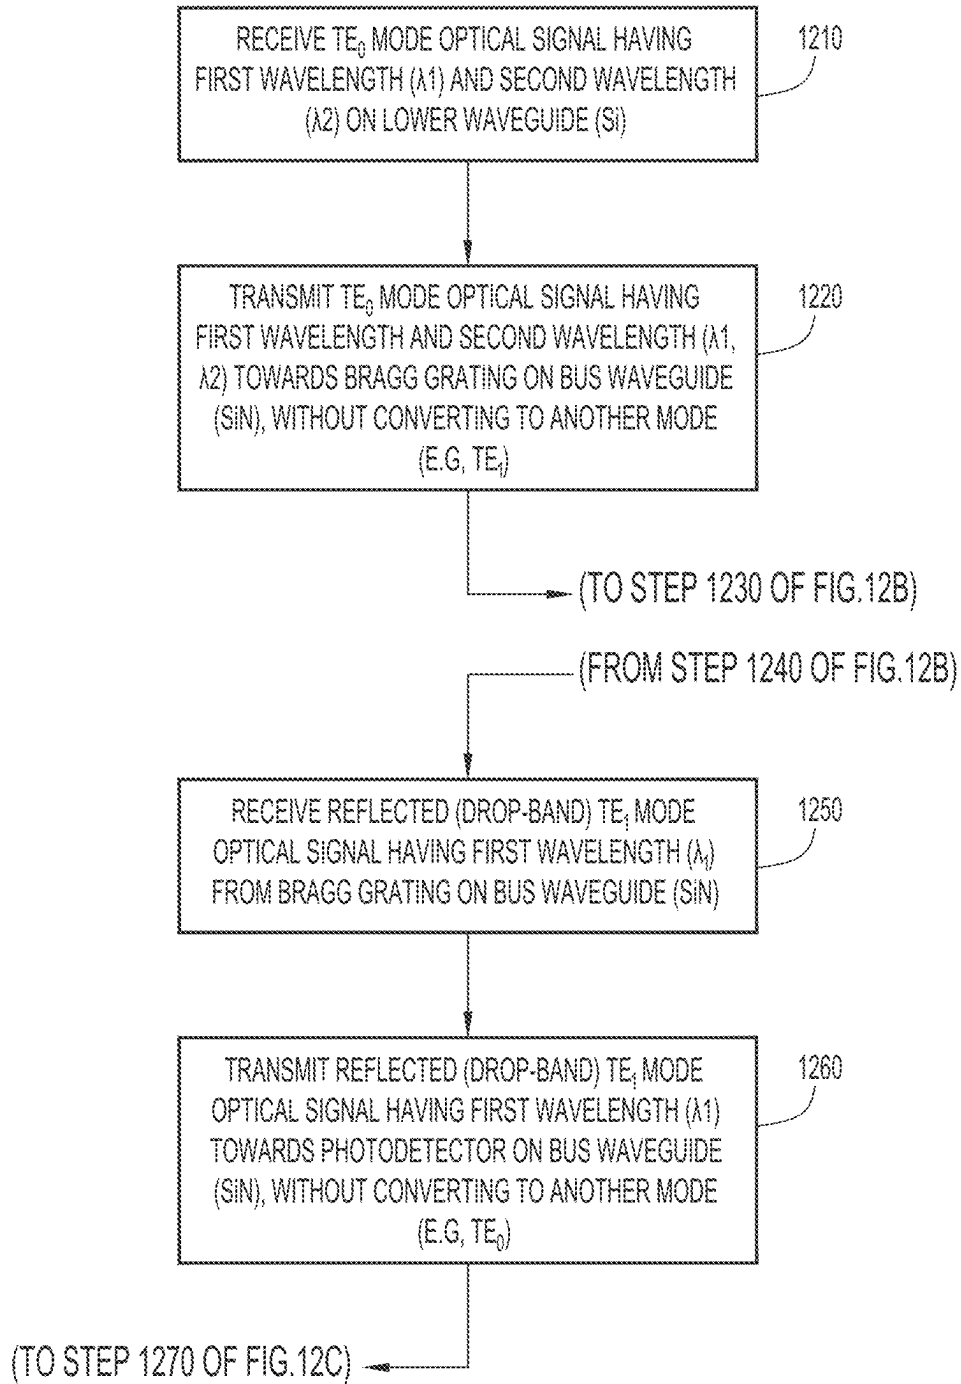 RECEIVE TE₀ MODE OPTICAL SIGNAL HAVING
FIRST WAVELENGTH (λ1) AND SECOND WAVELENGTH
(λ2) ON LOWER WAVEGUIDE (Si)
1210
TRANSMIT TE₀ MODE OPTICAL SIGNAL HAVING
FIRST WAVELENGTH AND SECOND WAVELENGTH (λ1,
λ2) TOWARDS BRAGG GRATING ON BUS WAVEGUIDE
(SiN), WITHOUT CONVERTING TO ANOTHER MODE
(E.G, TE₁)
1220
(TO STEP 1230 OF FIG.12B)
(FROM STEP 1240 OF FIG.12B)
RECEIVE REFLECTED (DROP-BAND) TE₁ MODE
OPTICAL SIGNAL HAVING FIRST WAVELENGTH (λ₁)
FROM BRAGG GRATING ON BUS WAVEGUIDE (SiN)
1250
TRANSMIT REFLECTED (DROP-BAND) TE₁ MODE
OPTICAL SIGNAL HAVING FIRST WAVELENGTH (λ1)
TOWARDS PHOTODETECTOR ON BUS WAVEGUIDE
(SiN), WITHOUT CONVERTING TO ANOTHER MODE
(E.G, TE₀)
1260
(TO STEP 1270 OF FIG.12C)